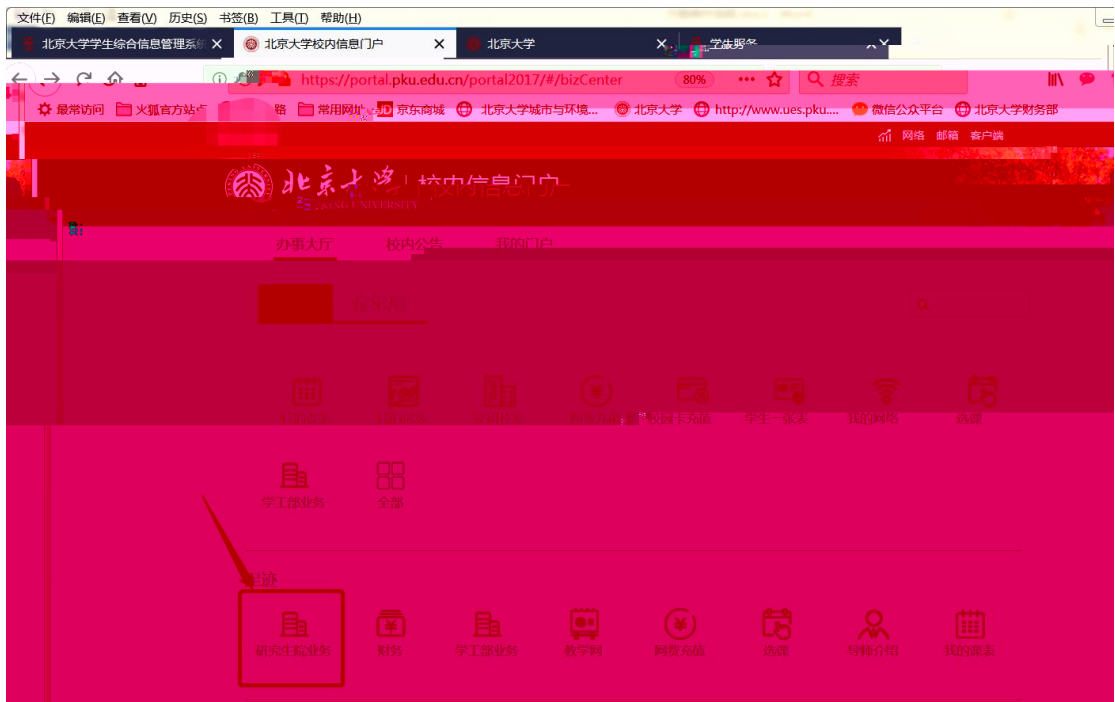 文件(F) 编辑(E) 查看(V) 历史(S) 书签(B) 工具(T) 帮助(H)
北京大学学生综合信息管理系统 北京大学校内信息门户 北京大学
https://portal.pku.edu.cn/portal2017/#/bizCenter 80% 搜索
最常访问 火狐官方站点 常用网址 JD 京东商城 北京大学城市与环境... 北京大学 http://www.ues.pku.... 微信公众平台 北京大学财务部
网络 邮箱 客户端
北京大学 校内信息门户
办事大厅 校内公告 我的门户
校园卡充值 学生一张表 我的网络 选课
学工部业务 全部
研究生院业务 财务 学工部业务 教学网 网费充值 选课 导师介绍 我的课表